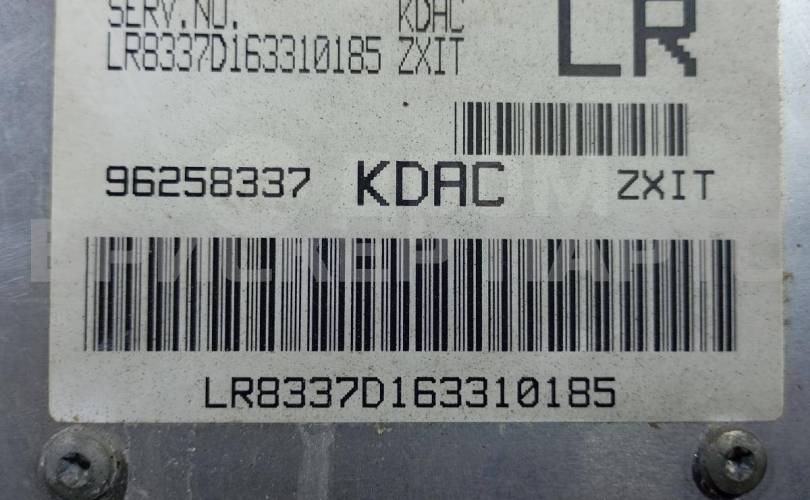 SERV.NO. KDAC LR
LR8337D163310185 ZXIT
96258337 KDAC ZXIT
LR8337D163310185